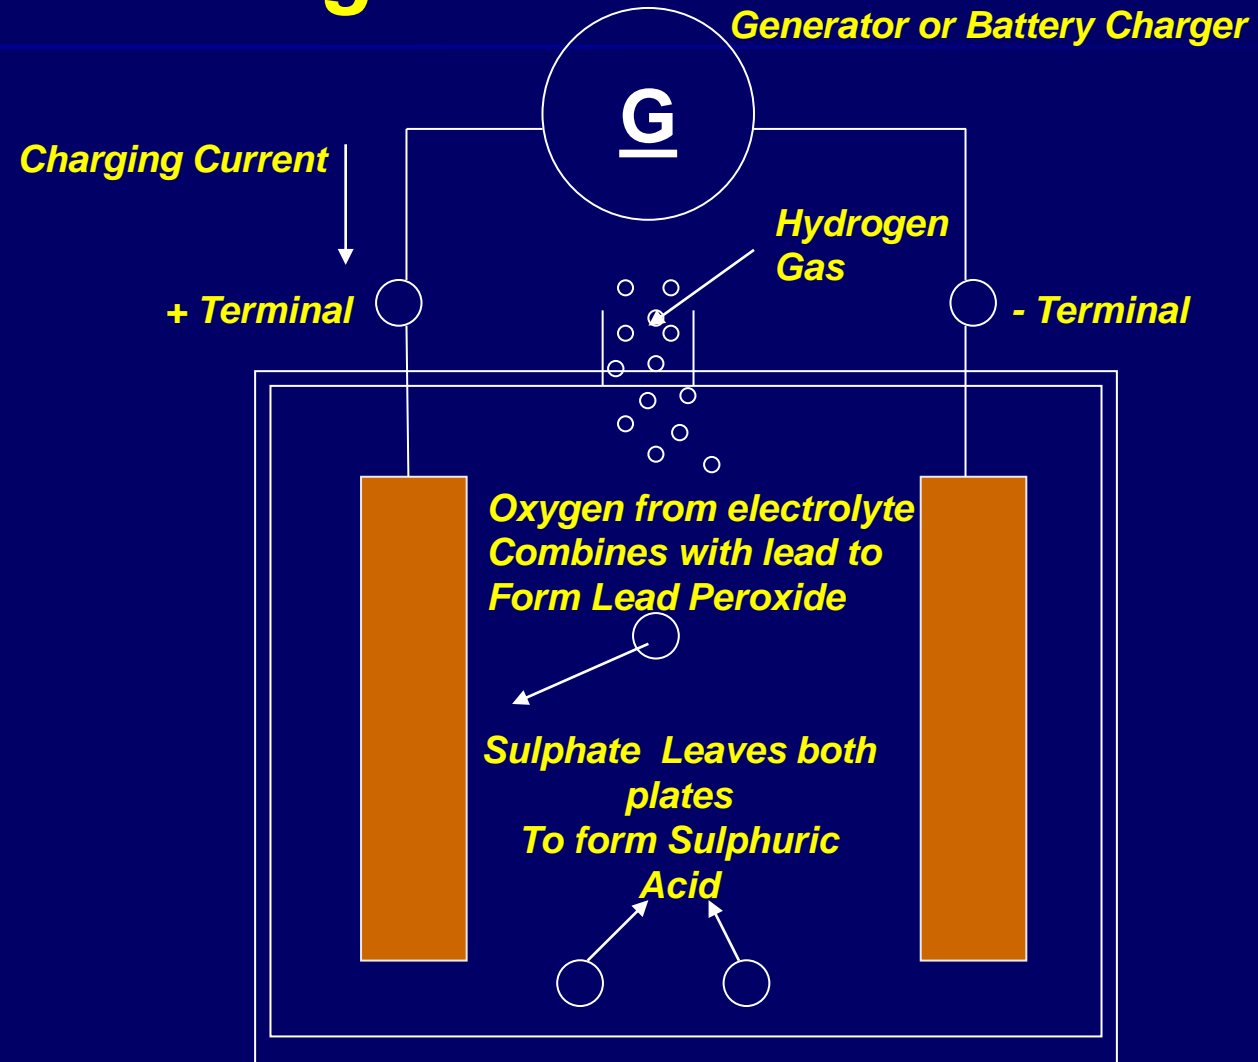 Generator or Battery Charger
G
Charging Current
Hydrogen
Gas
+ Terminal
- Terminal
Oxygen from electrolyte
Combines with lead to
Form Lead Peroxide
Sulphate Leaves both
plates
To form Sulphuric
Acid